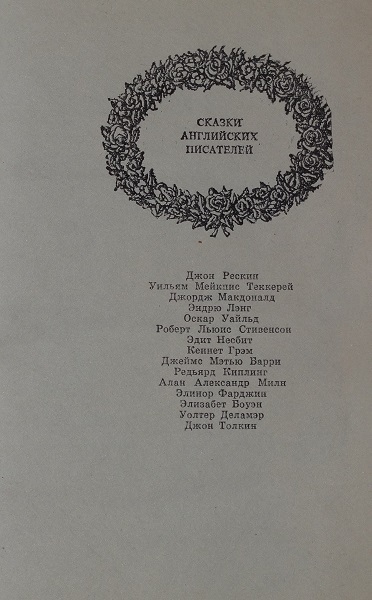 СКАЗКИ
АНГЛИЙСКИХ
ПИСАТЕЛЕЙ
Джон Рескин
Уильям Мейкпис Теккерей
Джордж Макдоналд
Эндрю Лэнг
Оскар Уайльд
Роберт Льюис Стивенсон
Эдит Несбит
Кеннет Грэм
Джеймс Мэтью Барри
Редьярд Киплинг
Алан Александр Милн
Элинор Фарджин
Элизабет Боуэн
Уолтер Деламэр
Джон Толкин